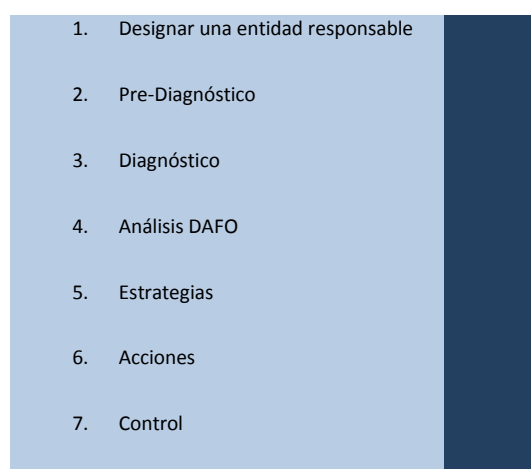 1. Designar una entidad responsable
2. Pre-Diagnóstico
3. Diagnóstico
4. Análisis DAFO
5. Estrategias
6. Acciones
7. Control